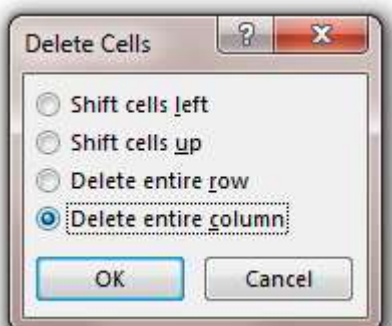 Delete Cells
Shift cells left
Shift cells up
Delete entire row
Delete entire column
OK Cancel